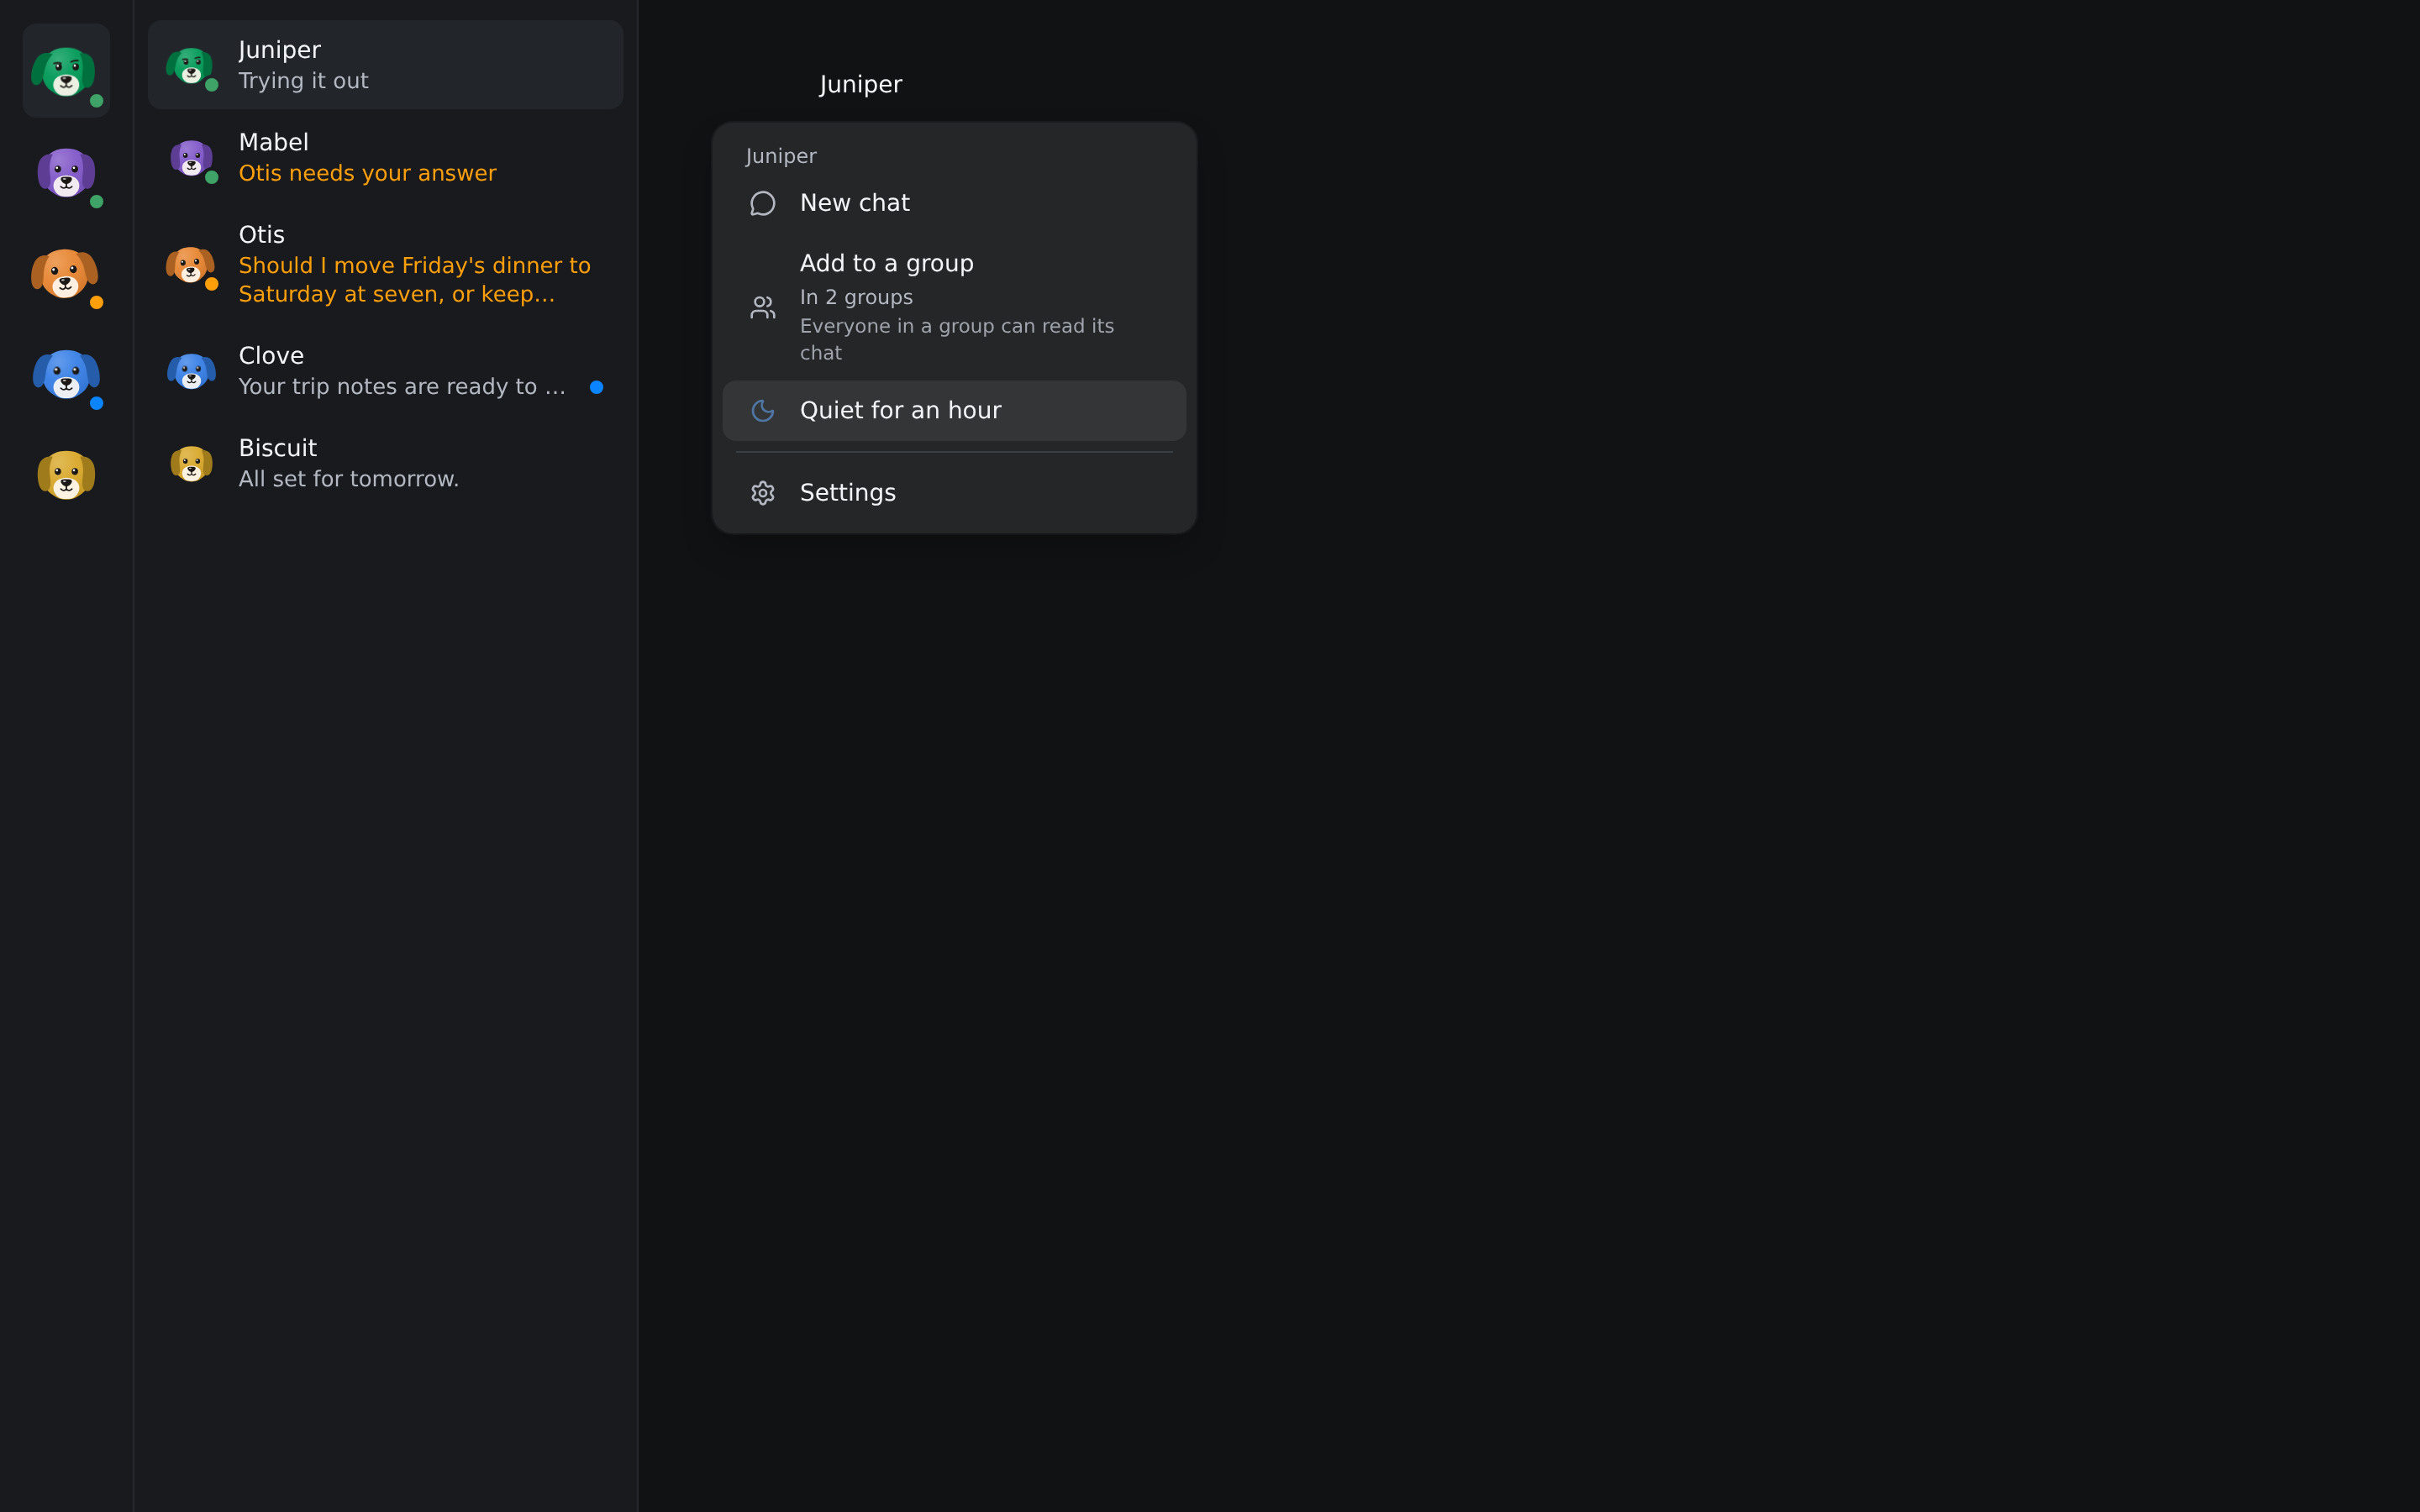 Juniper
Trying it out
Mabel
Otis needs your answer
Otis
Should I move Friday's dinner to
Saturday at seven, or keep…
Clove
Your trip notes are ready to …
Biscuit
All set for tomorrow.
Juniper
Juniper
New chat
Add to a group
In 2 groups
Everyone in a group can read its
chat
Quiet for an hour
Settings